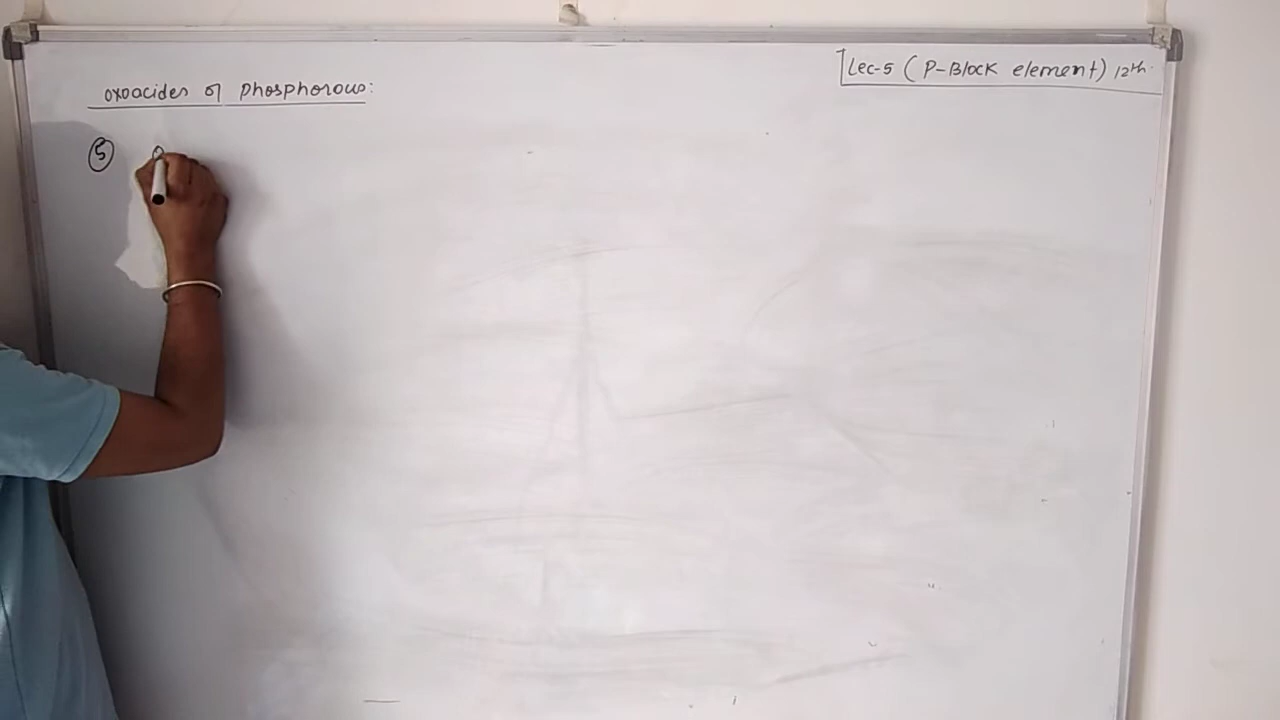 Lec-5 (P-Block element) 12th.
oxoacides of phosphorous:
5